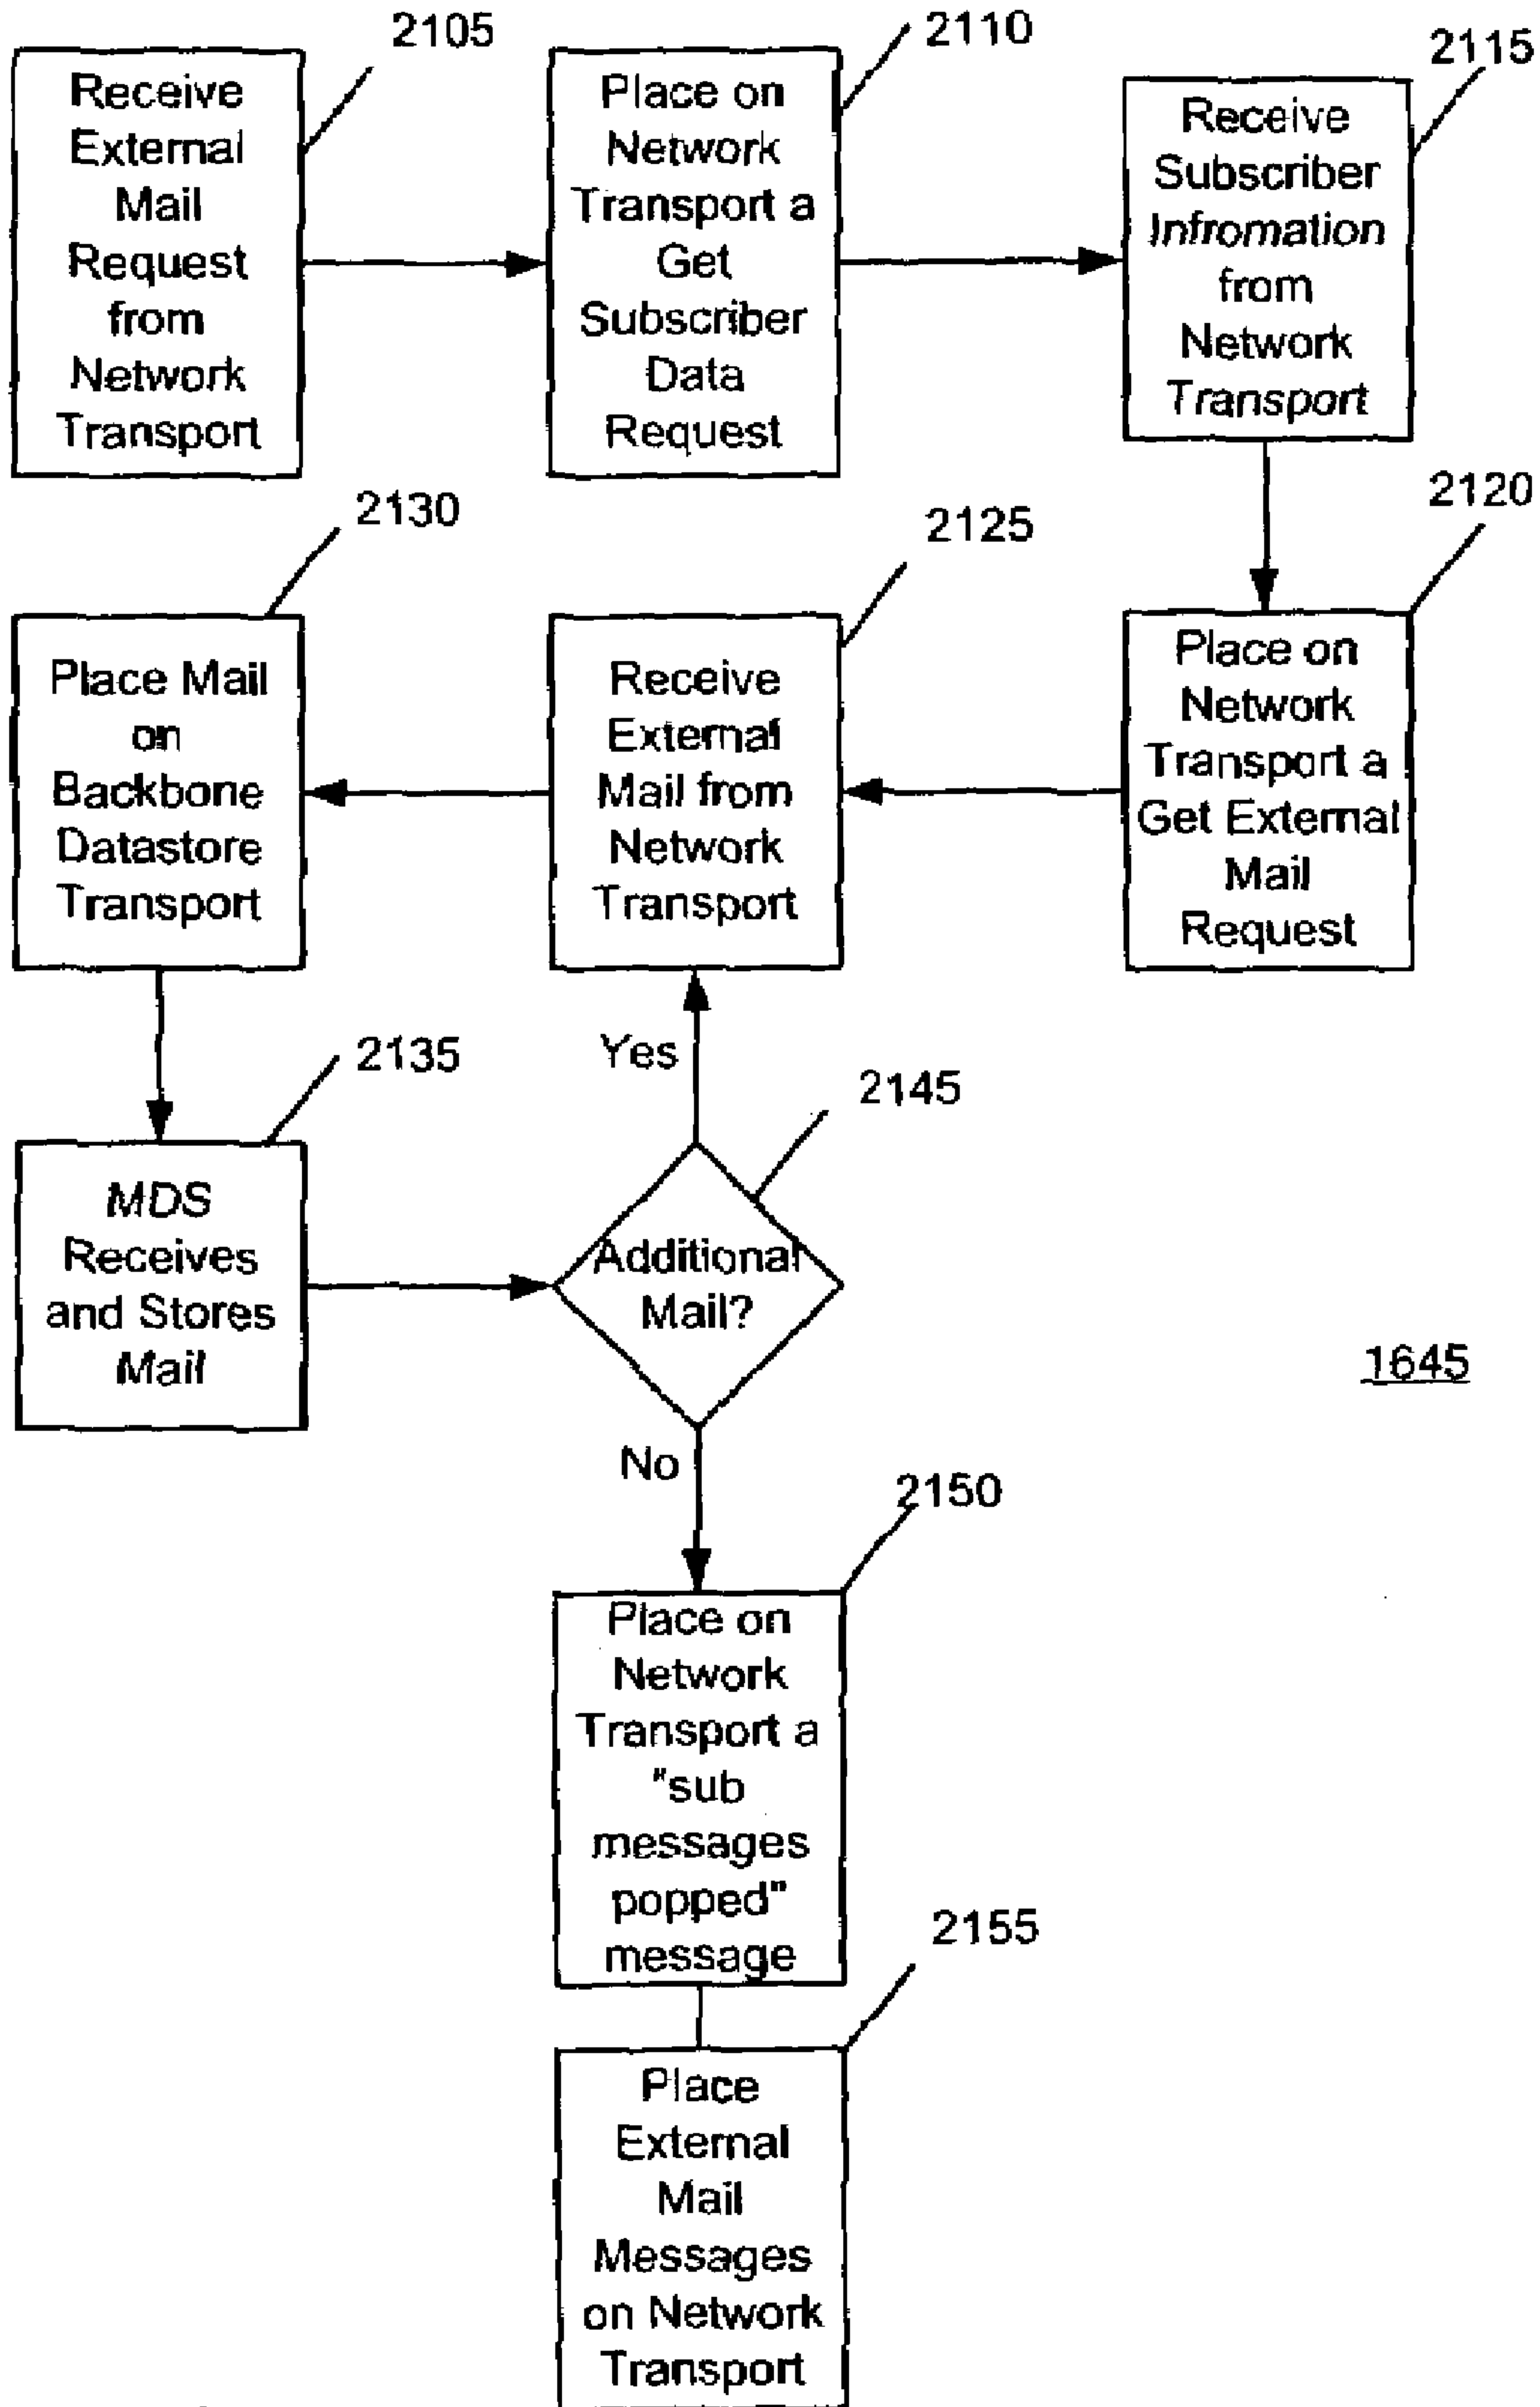 2105
Receive
External
Mail
Request
from
Network
Transport
2110
Place on
Network
Transport a
Get
Subscriber
Data
Request
2115
Receive
Subscriber
Infromation
from
Network
Transport
2120
Place on
Network
Transport a
Get External
Mail
Request
2125
Receive
External
Mail from
Network
Transport
2130
Place Mail
on
Backbone
Datastore
Transport
2135
MDS
Receives
and Stores
Mail
2145
Additional
Mail?
Yes
No
1645
2150
Place on
Network
Transport a
"sub
messages
popped"
message
2155
Place
External
Mail
Messages
on Network
Transport